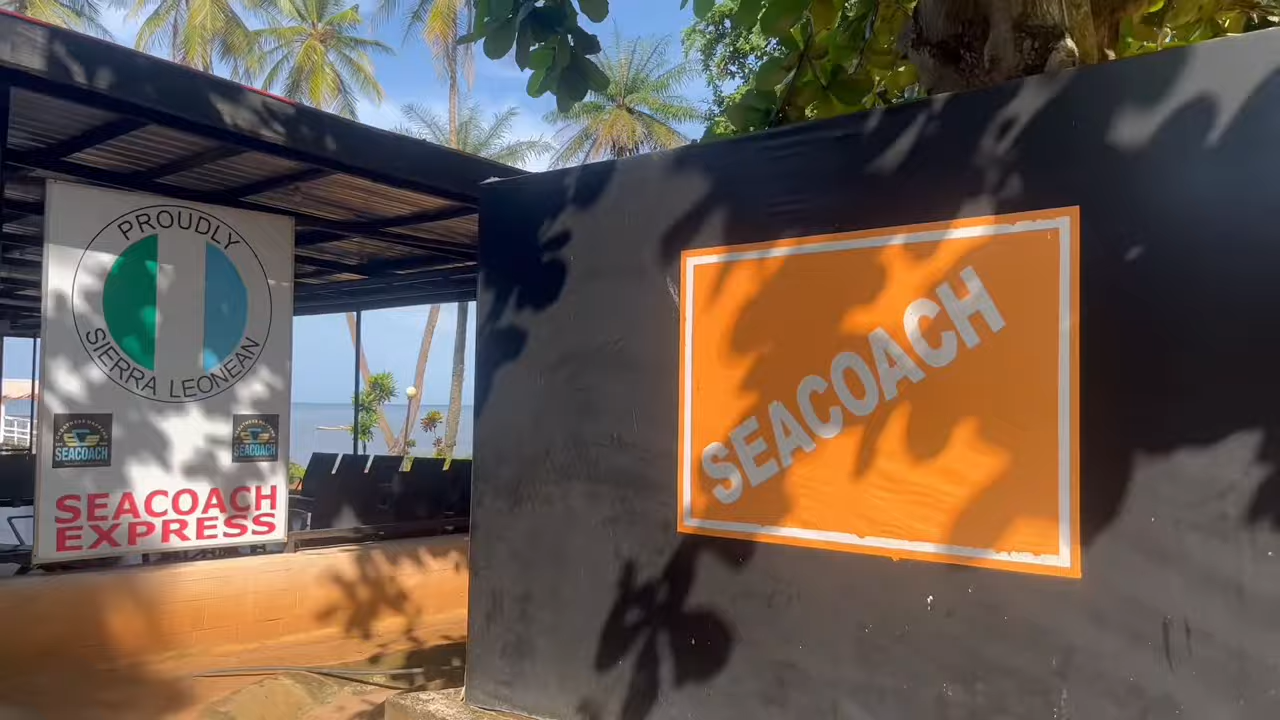 PROUDLY
SIERRA LEONEAN
SEACOACH
SEACOACH
SEACOACH
EXPRESS
SEACOACH